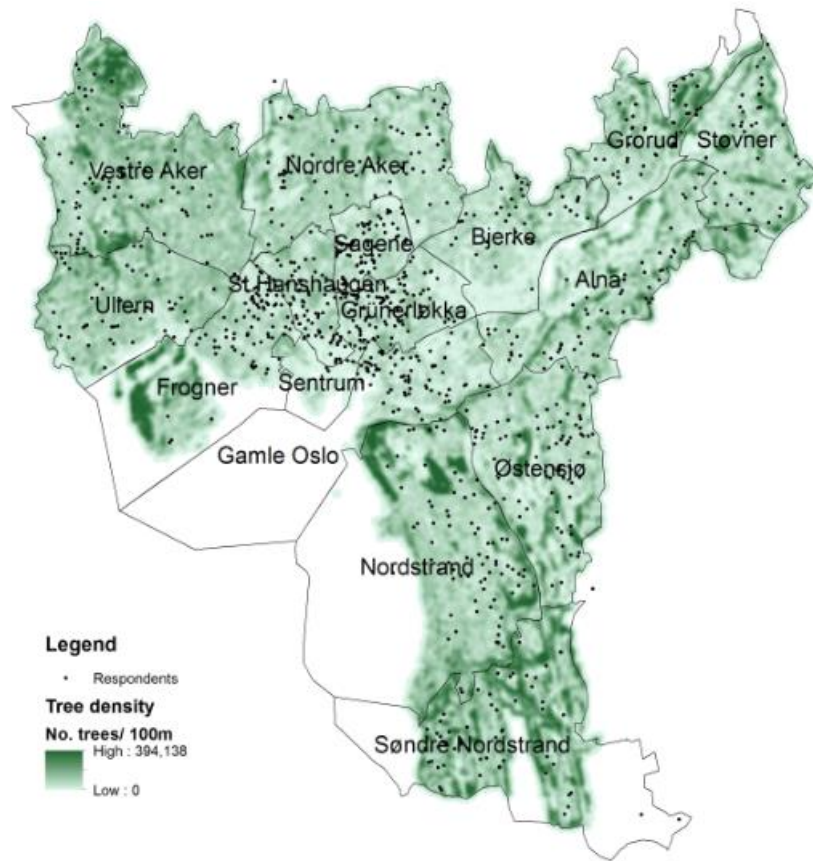 Grorud
Stovner
Vestre Aker
Nordre Aker
Bjerke
Sagene
Alna
St.Hanshaugen
Ullern
Grünerløkka
Frogner
Sentrum
Gamle Oslo
Østensjø
Nordstrand
Søndre Nordstrand
Legend
Respondents
Tree density
No. trees/ 100m
High : 394,138
Low : 0